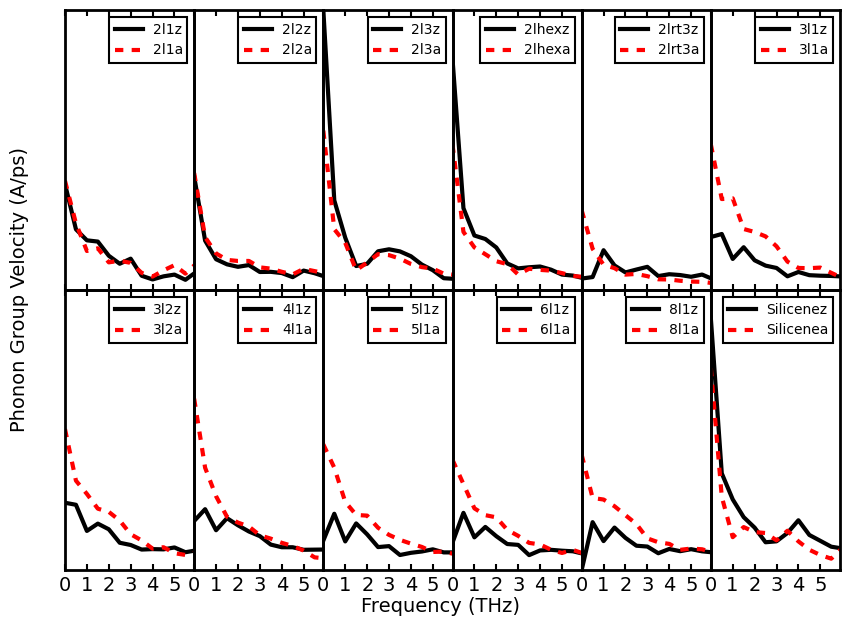 2l1z
2l1a
2l2z
2l2a
2l3z
2l3a
2lhexz
2lhexa
2lrt3z
2lrt3a
3l1z
3l1a
Phonon Group Velocity (A/ps)
3l2z
3l2a
4l1z
4l1a
5l1z
5l1a
6l1z
6l1a
8l1z
8l1a
Silicenez
Silicenea
0 1 2 3 4 5 0 1 2 3 4 5 0 1 2 3 4 5 0 1 2 3 4 5 0 1 2 3 4 5 0 1 2 3 4 5
Frequency (THz)